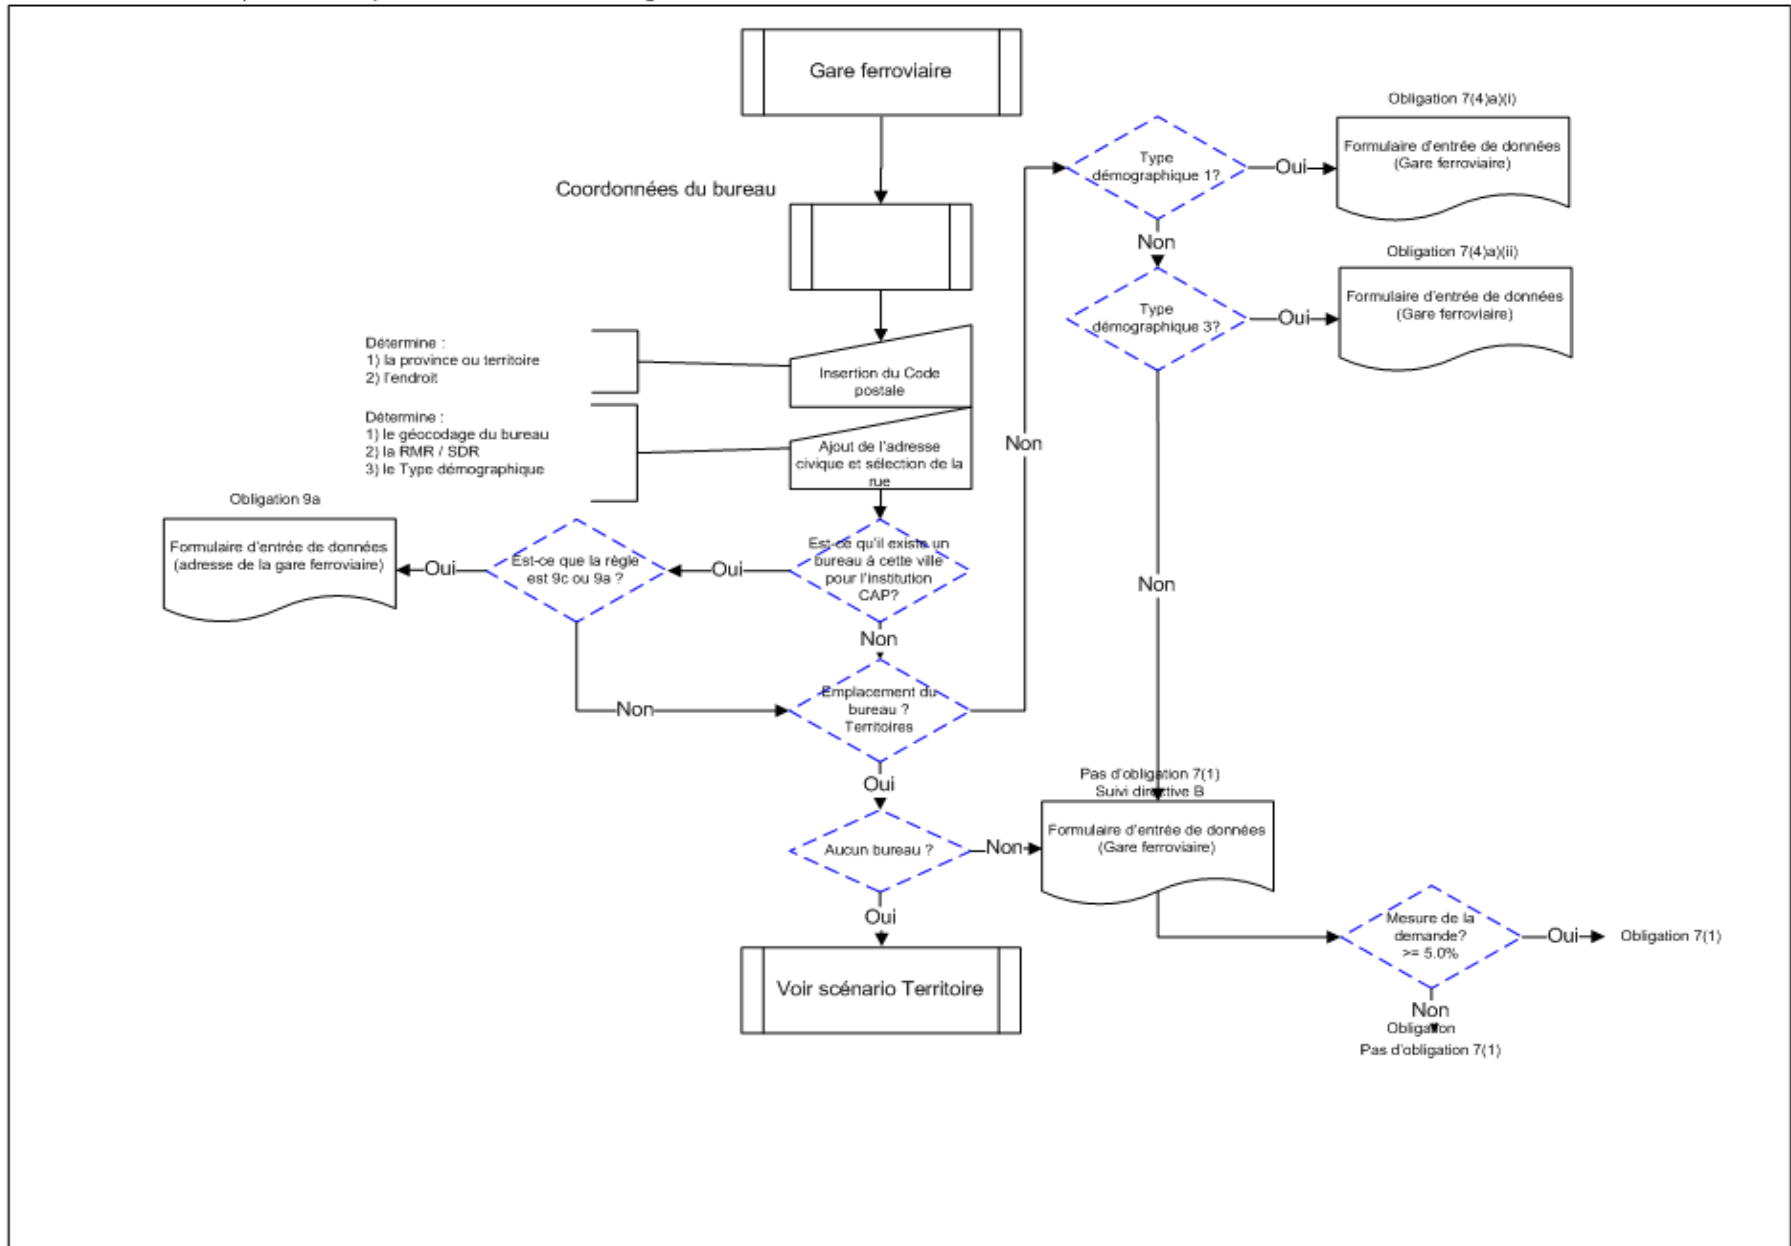 Gare ferroviaire
Coordonnées du bureau
Détermine :
1) la province ou territoire
2) l'endroit
Insertion du Code
postale
Détermine :
1) le géocodage du bureau
2) la RMR / SDR
3) le Type démographique
Ajout de l'adresse
civique et sélection de la
rue
Obligation 9a
Formulaire d'entrée de données
(adresse de la gare ferroviaire)
Oui
Est-ce que la règle
est 9c ou 9a ?
Oui
Est-ce qu'il existe un
bureau à cette ville
pour l'institution
CAP?
Non
Non
Emplacement du
bureau ?
Territoires
Oui
Aucun bureau ?
Non
Oui
Voir scénario Territoire
Non
Type
démographique 1?
Oui
Obligation 7(4)a)(i)
Formulaire d'entrée de données
(Gare ferroviaire)
Non
Type
démographique 3?
Oui
Obligation 7(4)a)(ii)
Formulaire d'entrée de données
(Gare ferroviaire)
Non
Pas d'obligation 7(1)
Suivi directive B
Formulaire d'entrée de données
(Gare ferroviaire)
Mesure de la
demande?
>= 5.0%
Oui
Obligation 7(1)
Non
Obligation
Pas d'obligation 7(1)